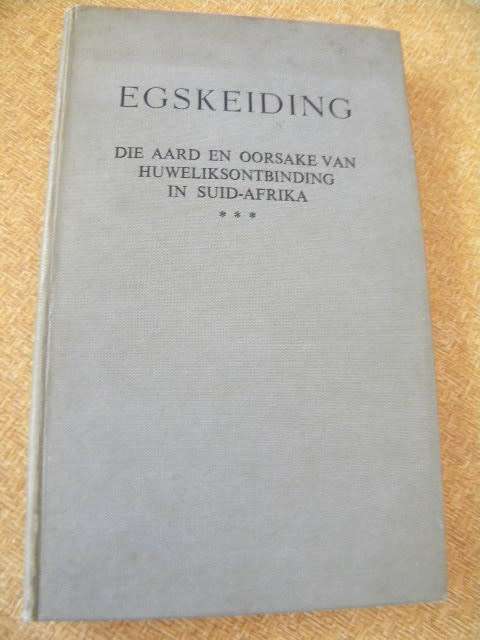 EGSKEIDING
DIE AARD EN OORSAKE VAN
HUWELIKSONTBINDING
IN SUID-AFRIKA
* * *